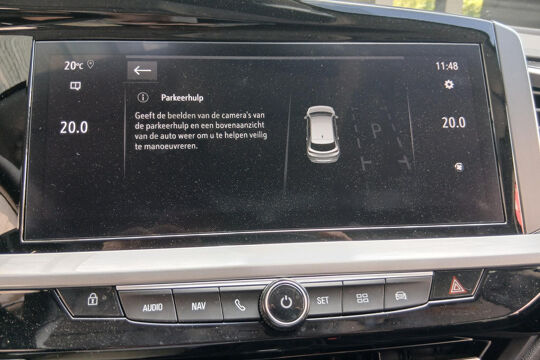 20°C
11:48
Parkeerhulp
Geeft de beelden van de camera's van
de parkeerhulp en een bovenaanzicht
van de auto weer om u te helpen veilig
te manoeuvreren.
20.0
20.0
P
AUDIO
NAV
SET